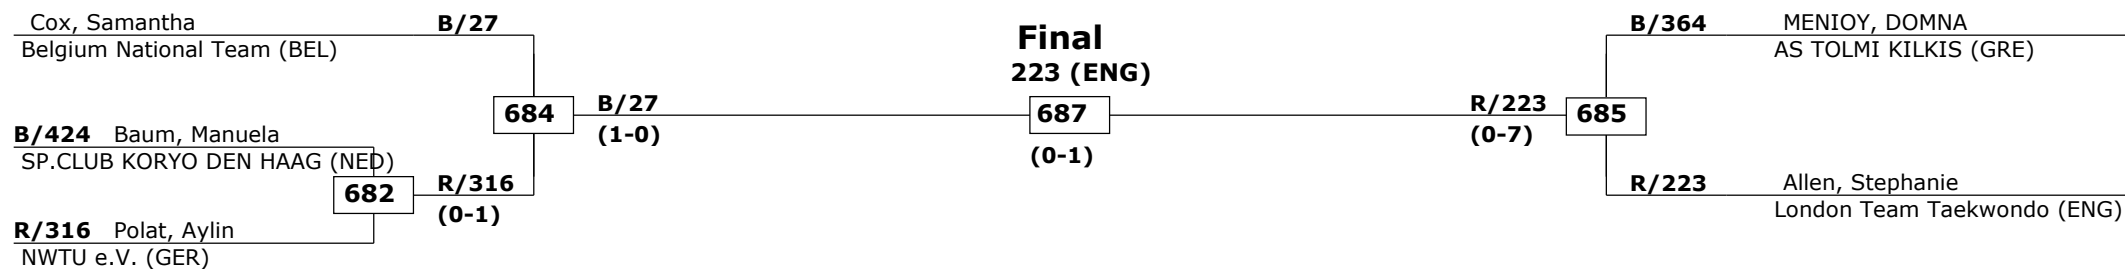 Cox, Samantha
B/27
Belgium National Team (BEL)
684
B/27
(1-0)
B/424 Baum, Manuela
SP.CLUB KORYO DEN HAAG (NED)
682
R/316
(0-1)
R/316 Polat, Aylin
NWTU e.V. (GER)
Final
223 (ENG)
687
(0-1)
B/364 MENIOY, DOMNA
AS TOLMI KILKIS (GRE)
R/223
(0-7)
685
R/223 Allen, Stephanie
London Team Taekwondo (ENG)